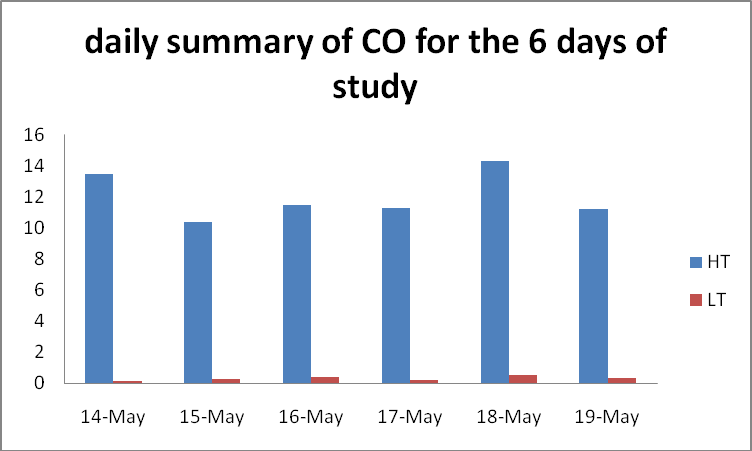 daily summary of CO for the 6 days of
study
16
14
12
10
8
6
4
2
0
14-May 15-May 16-May 17-May 18-May 19-May
HT
LT